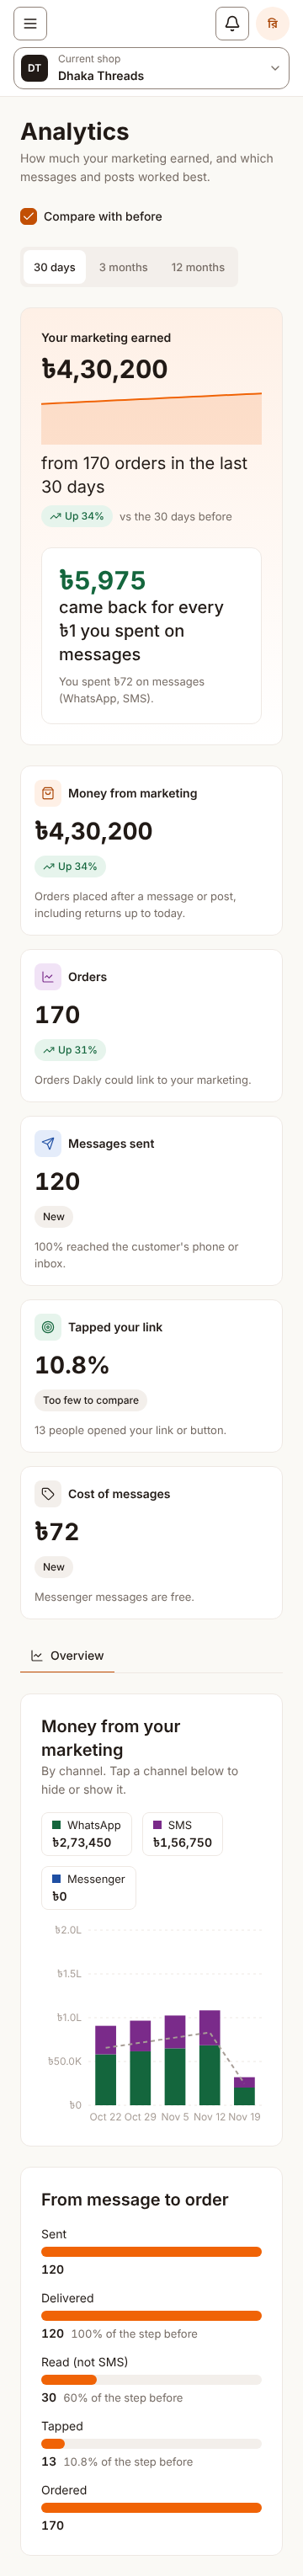 রি
DT
Current shop
Dhaka Threads
Analytics
How much your marketing earned, and which
messages and posts worked best.
Compare with before
30 days
3 months
12 months
Your marketing earned
৳4,30,200
from 170 orders in the last
30 days
Up 34%
vs the 30 days before
৳5,975
came back for every
৳1 you spent on
messages
You spent ৳72 on messages
(WhatsApp, SMS).
Money from marketing
৳4,30,200
Up 34%
Orders placed after a message or post,
including returns up to today.
Orders
170
Up 31%
Orders Dakly could link to your marketing.
Messages sent
120
New
100% reached the customer's phone or
inbox.
Tapped your link
10.8%
Too few to compare
13 people opened your link or button.
Cost of messages
৳72
New
Messenger messages are free.
Overview
Money from your
marketing
By channel. Tap a channel below to
hide or show it.
WhatsApp
৳2,73,450
SMS
৳1,56,750
Messenger
৳0
৳2.0L
৳1.5L
৳1.0L
৳50.0K
৳0
Oct 22 Oct 29 Nov 5 Nov 12 Nov 19
From message to order
Sent
120
Delivered
120 100% of the step before
Read (not SMS)
30 60% of the step before
Tapped
13 10.8% of the step before
Ordered
170